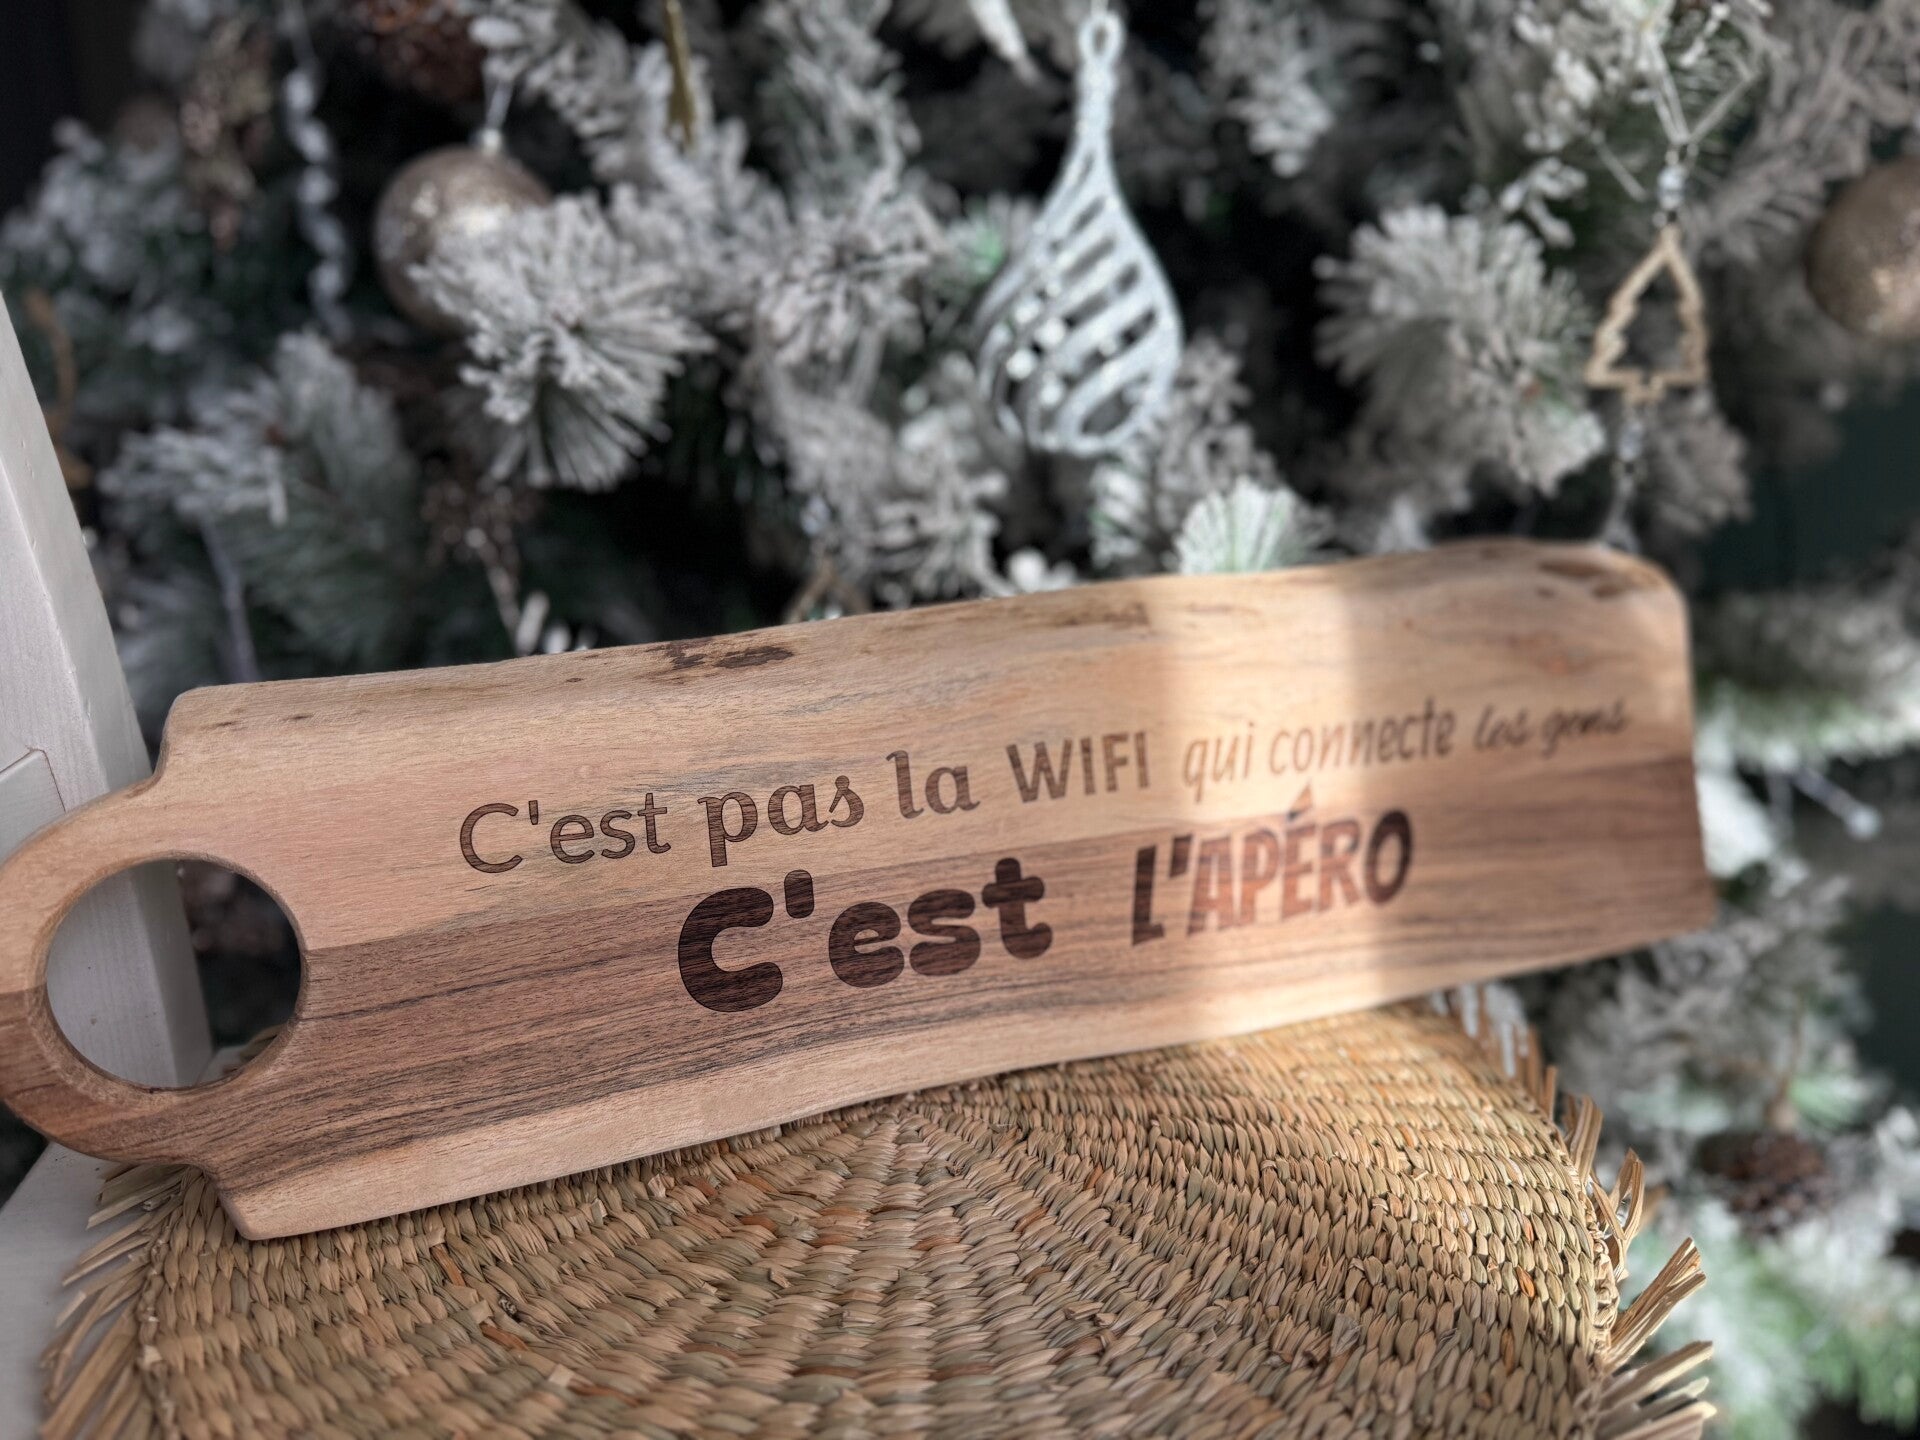 C'est pas la WIFI qui connecte les gens
C'est L'APÉRO